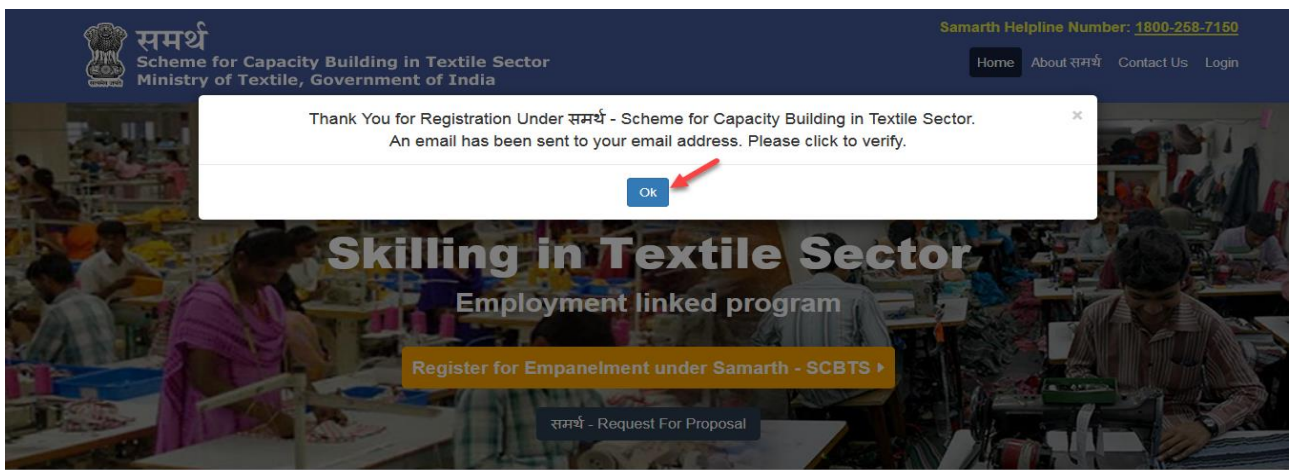 समर्थ
Scheme for Capacity Building in Textile Sector
Ministry of Textile, Government of India
Samarth Helpline Number: 1800-258-7150
Home About समर्थ Contact Us Login
Thank You for Registration Under समर्थ - Scheme for Capacity Building in Textile Sector. ×
An email has been sent to your email address. Please click to verify.
Ok
Skilling in Textile Sector
Employment linked program
Register for Empanelment under Samarth - SCBTS
समर्थ - Request For Proposal